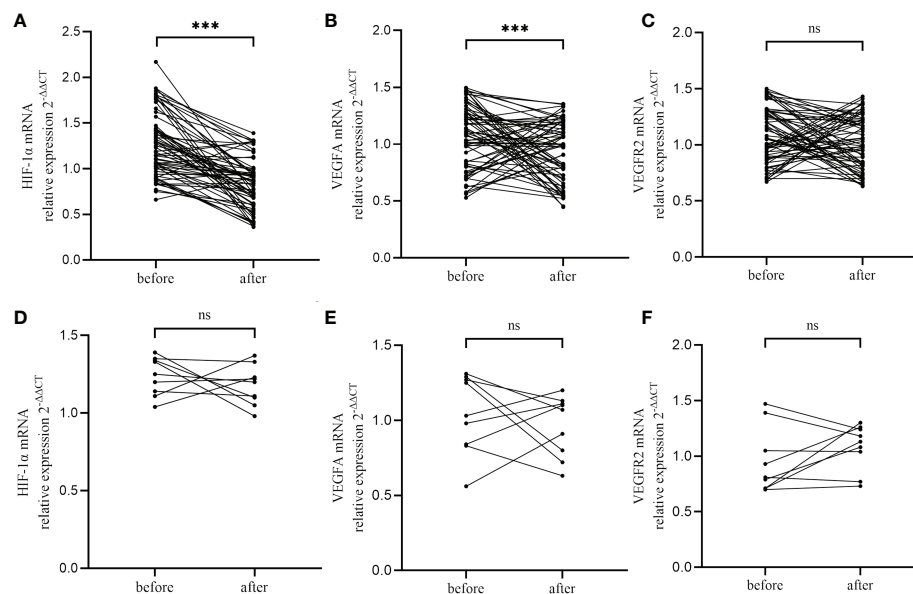 A
HIF-1α mRNA
relative expression 2-ΔΔCT
2.5
2.0
1.5
1.0
0.5
0.0
***
before
after
B
VEGFA mRNA
relative expression 2-ΔΔCT
2.0
1.5
1.0
0.5
0.0
***
before
after
C
VEGFR2 mRNA
relative expression 2-ΔΔCT
2.0
1.5
1.0
0.5
0.0
ns
before
after
D
HIF-1α mRNA
relative expression 2-ΔΔCT
1.5
1.0
0.5
0.0
ns
before
after
E
VEGFA mRNA
relative expression 2-ΔΔCT
1.5
1.0
0.5
0.0
ns
before
after
F
VEGFR2 mRNA
relative expression 2-ΔΔCT
2.0
1.5
1.0
0.5
0.0
ns
before
after